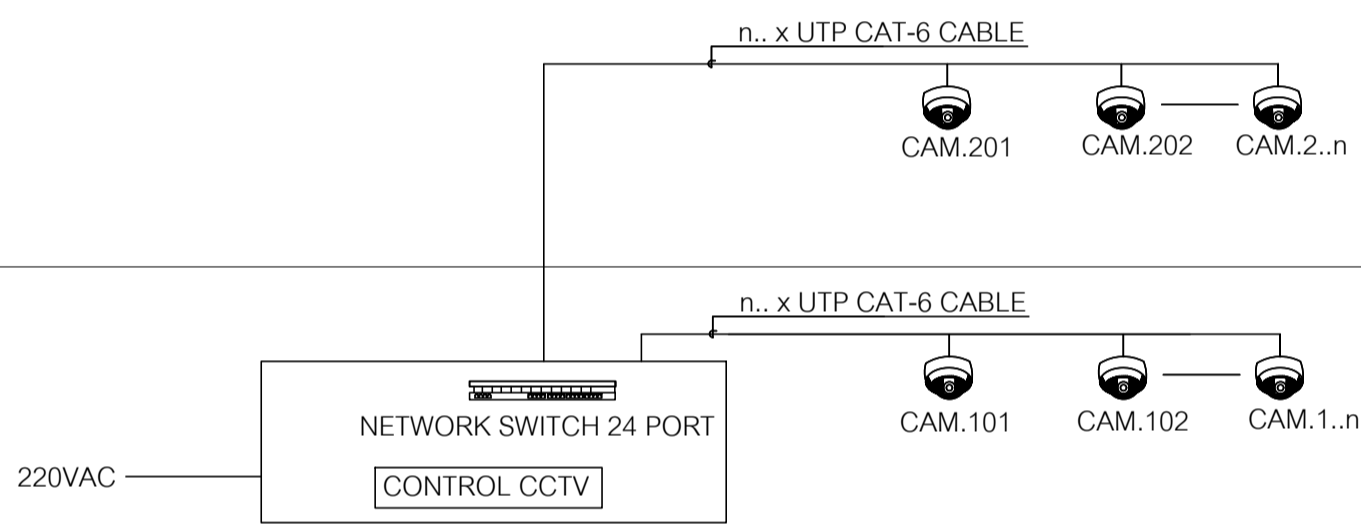 n.. x UTP CAT-6 CABLE
CAM.201 CAM.202 CAM.2..n
n.. x UTP CAT-6 CABLE
CAM.101 CAM.102 CAM.1..n
NETWORK SWITCH 24 PORT
220VAC
CONTROL CCTV